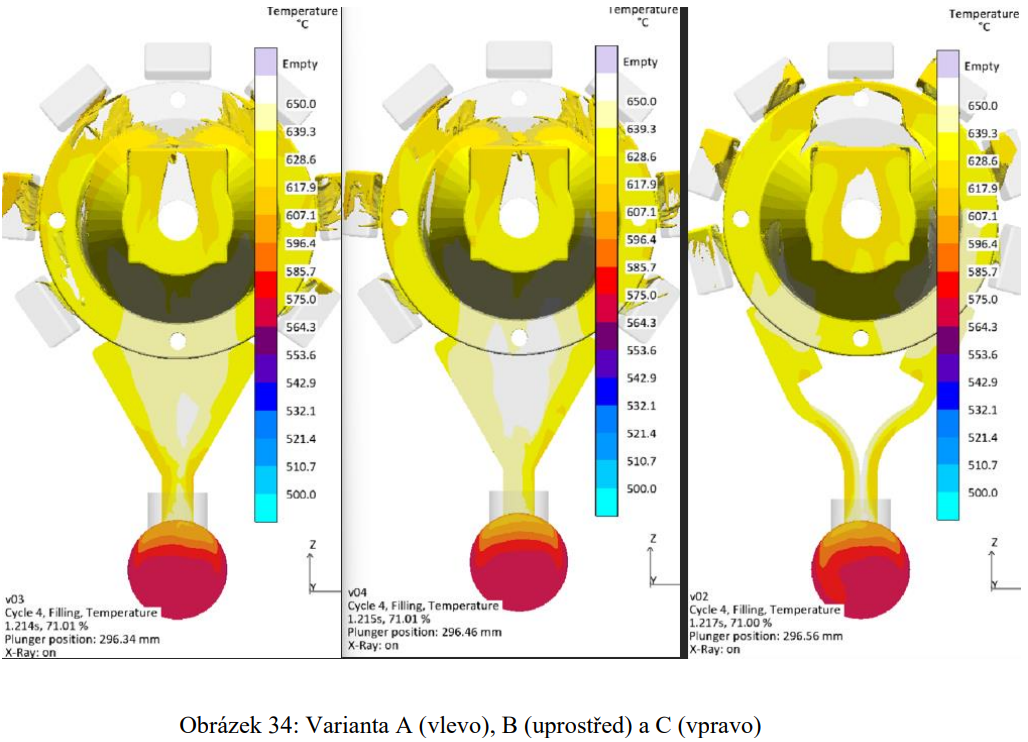 Temperature
°C
Empty
650.0
639.3
628.6
617.9
607.1
596.4
585.7
575.0
564.3
553.6
542.9
532.1
521.4
510.7
500.0
Z
Y
v03
Cycle 4, Filling, Temperature
1.214s, 71.01 %
Plunger position: 296.34 mm
X-Ray: on
Temperature
°C
Empty
650.0
639.3
628.6
617.9
607.1
596.4
585.7
575.0
564.3
553.6
542.9
532.1
521.4
510.7
500.0
Z
Y
v04
Cycle 4, Filling, Temperature
1.215s, 71.01 %
Plunger position: 296.46 mm
X-Ray: on
Temperature
°C
Empty
650.0
639.3
628.6
617.9
607.1
596.4
585.7
575.0
564.3
553.6
542.9
532.1
521.4
510.7
500.0
Z
Y
v02
Cycle 4, Filling, Temperature
1.217s, 71.00 %
Plunger position: 296.56 mm
X-Ray: on
Obrázek 34: Varianta A (vlevo), B (uprostřed) a C (vpravo)